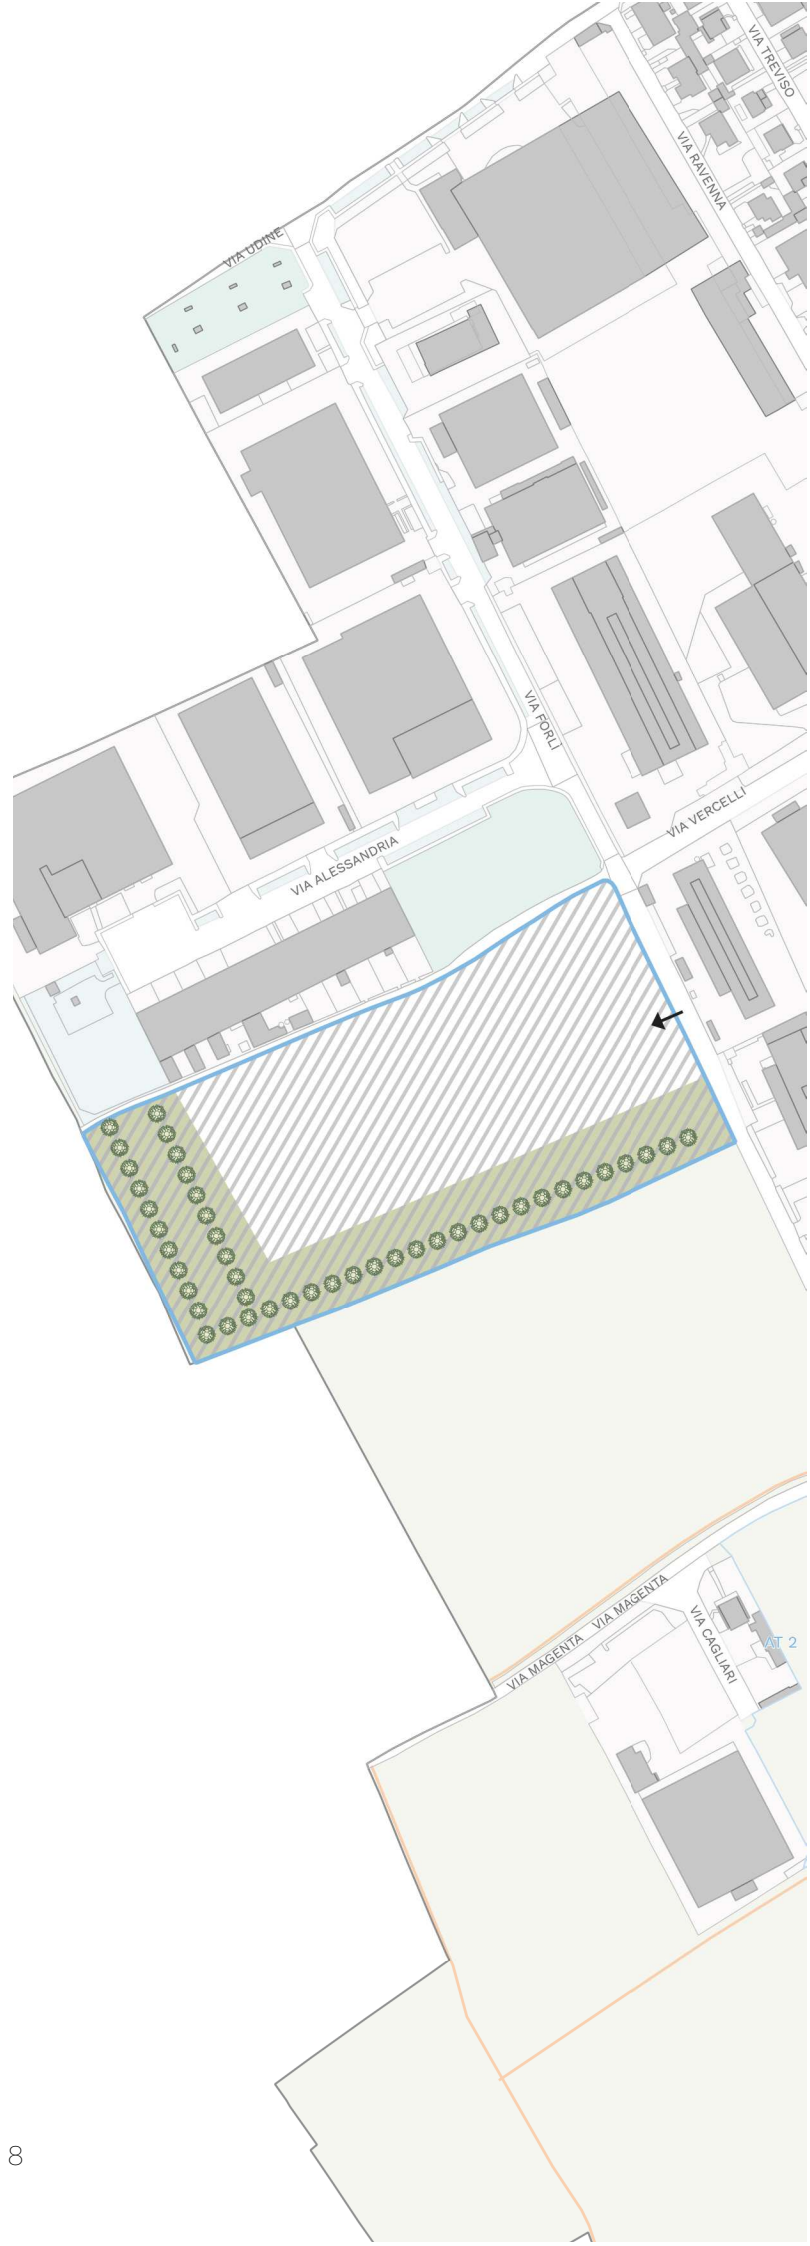 VIA TREVISO
VIA RAVENNA
VIA UDINE
VIA FORLÌ
VIA VERCELLI
VIA ALESSANDRIA
VIA MAGENTA
VIA MAGENTA
VIA CAGLIARI
AT 2
8